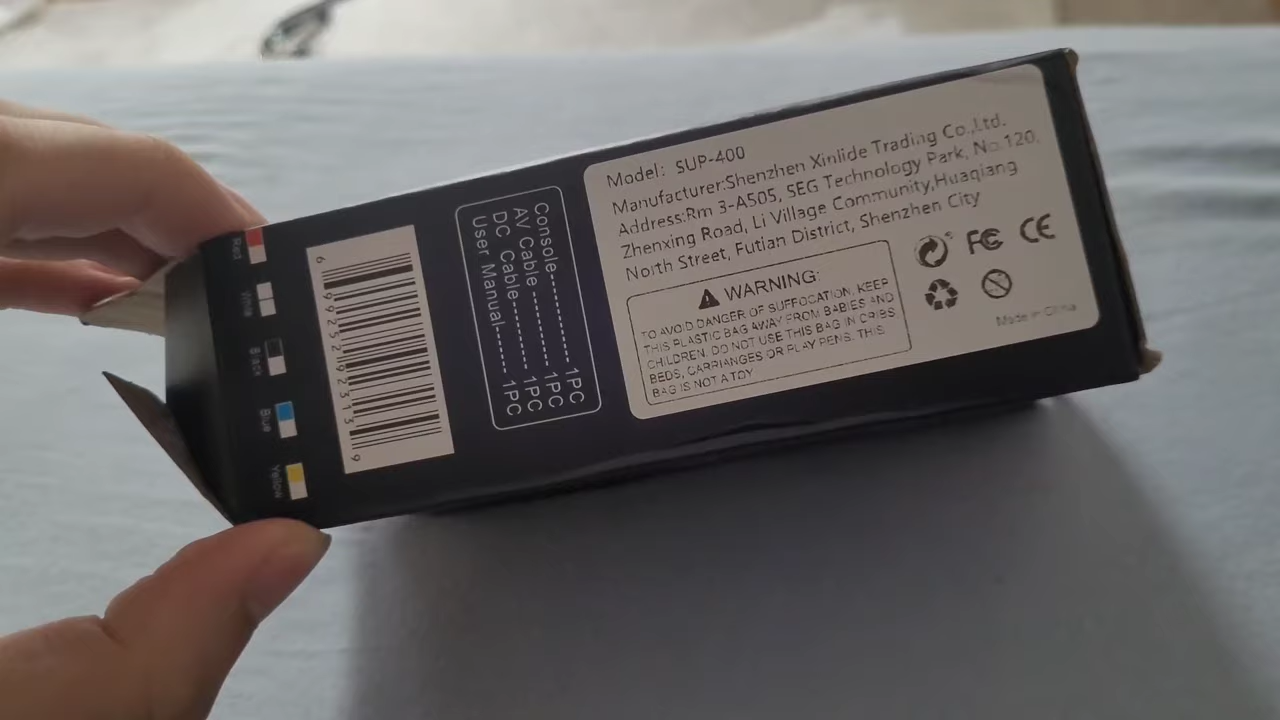 Model: SUP-400
Manufacturer:Shenzhen Xinlide Trading Co.,Ltd.
Address:Rm 3-A505, SEG Technology Park, No.120,
Zhenxing Road, Li Village Community,Huaqiang
North Street, Futian District, Shenzhen City
WARNING:
TO AVOID DANGER OF SUFFOCATION, KEEP
THIS PLASTIC BAG AWAY FROM BABIES AND
CHILDREN. DO NOT USE THIS BAG IN CRIBS
BEDS, CARRIANGES OR PLAY PENS. THIS
BAG IS NOT A TOY
FC CE
Made in China
Console-----------1PC
AV Cable----------1PC
DC Cable----------1PC
User Manual-------1PC
6 992529 292313 9
Red
White
Black
Blue
Yellow